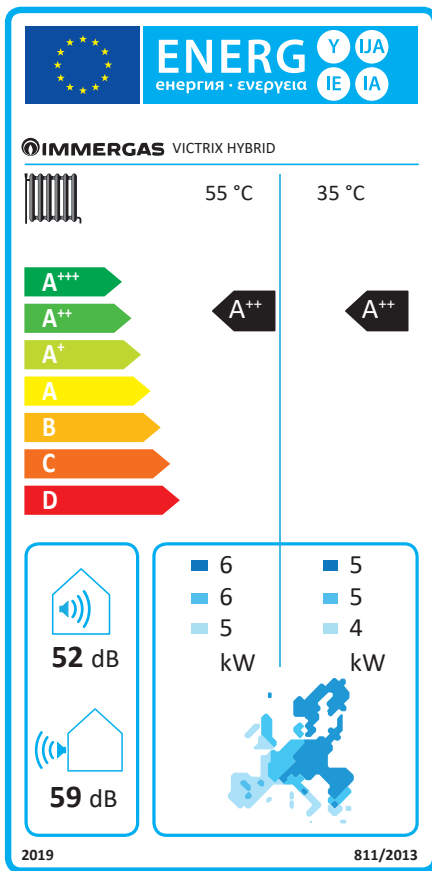 ENERG Y IJA
енергия · ενεργεια IE IA
IMMERGAS VICTRIX HYBRID
55 °C 35 °C
A+++
A++ A++ A++
A+
A
B
C
D
6 5
6 5
5 4
kW kW
52 dB
59 dB
2019 811/2013